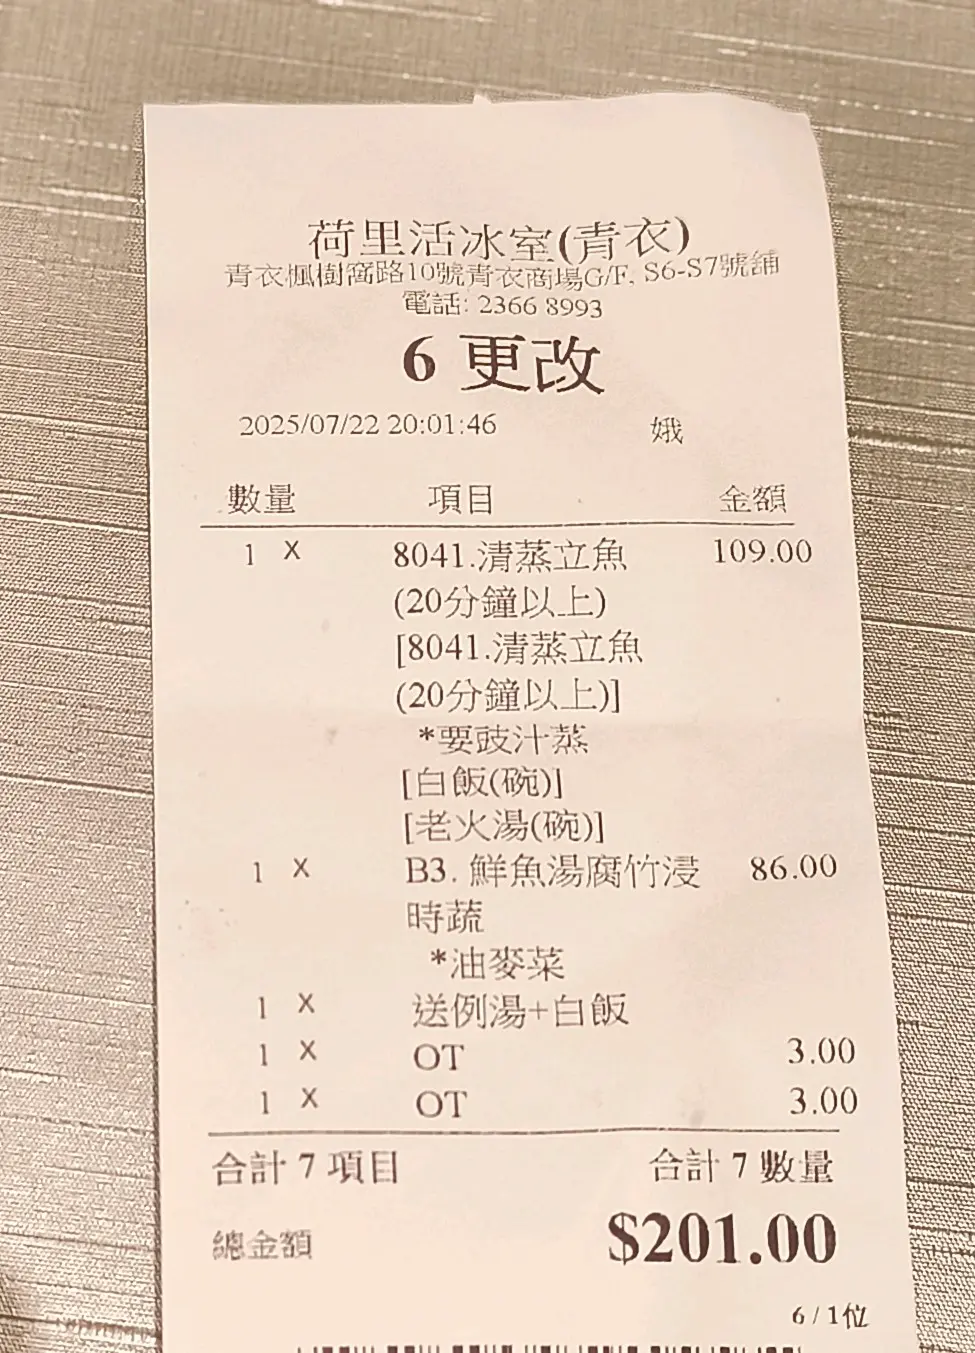 荷里活冰室(青衣)
青衣楓樹窩路10號青衣商場G/F, S6-S7號舖
電話: 2366 8993
6 更改
2025/07/22 20:01:46 娥
數量 項目 金額
1 X 8041.清蒸立魚 109.00
(20分鐘以上)
[8041.清蒸立魚
(20分鐘以上)]
*要豉汁蒸
[白飯(碗)]
[老火湯(碗)]
1 X B3. 鮮魚湯腐竹浸 86.00
時蔬
*油麥菜
1 X 送例湯+白飯
1 X OT 3.00
1 X OT 3.00
合計 7 項目 合計 7 數量
總金額 $201.00
6 / 1位